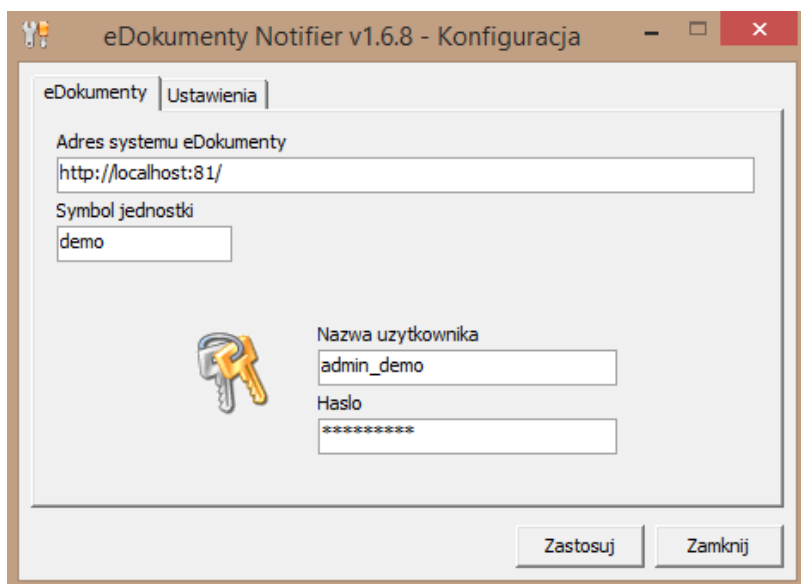 eDokumenty Notifier v1.6.8 - Konfiguracja
eDokumenty Ustawienia
Adres systemu eDokumenty
http://localhost:81/
Symbol jednostki
demo
Nazwa uzytkownika
admin_demo
Haslo
*********
Zastosuj Zamknij